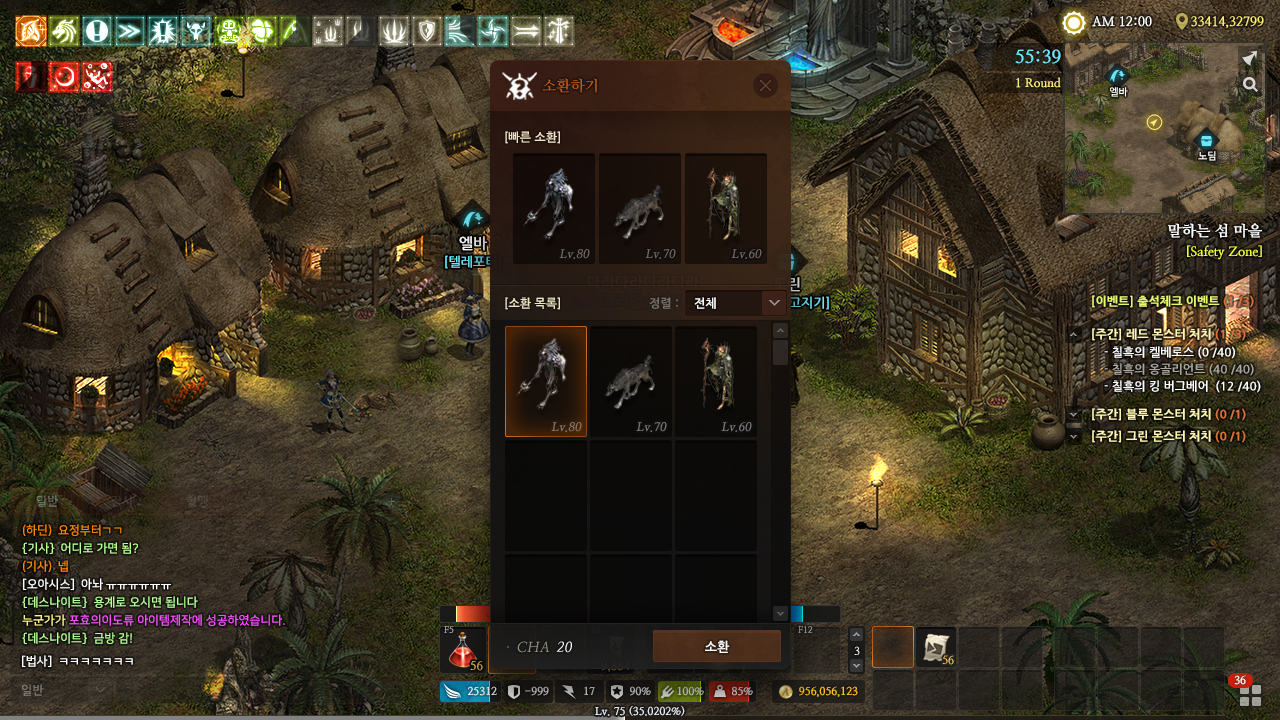 AM 12:00
33414,32799
55:39
1 Round
엘바
노딤
말하는 섬 마을
[Safety Zone]
[이벤트] 출석체크 이벤트
[주간] 레드 몬스터 처치
- 칠흑의 켈베로스 (0 /40)
- 칠흑의 웅골리언트 (40 /40)
- 칠흑의 킹 버그베어 (12 /40)
[주간] 블루 몬스터 처치 (0 /1)
[주간] 그린 몬스터 처치 (0 /1)
소환하기
[빠른 소환]
Lv.80
Lv.70
Lv.60
[소환 목록]
정렬 :
전체
Lv.80
Lv.70
Lv.60
· CHA 20
소환
엘바
[텔레포터
린
고지기]
일반
혈맹
(하딘) 요정부터ㄱㄱ
{기사} 어디로 가면 됨?
(기사) 넵
[오아시스] 아놔 ㅠㅠㅠㅠㅠㅠ
{데스나이트} 용계로 오시면 됩니다
누군가가 포효의이도류 아이템제작에 성공하였습니다.
{데스나이트} 금방 감!
[법사] ㅋㅋㅋㅋㅋㅋㅋ
일반
F5
56
F12
3
56
25312
-999
17
90%
100%
85%
956,056,123
Lv. 75 (35.0202%)
36